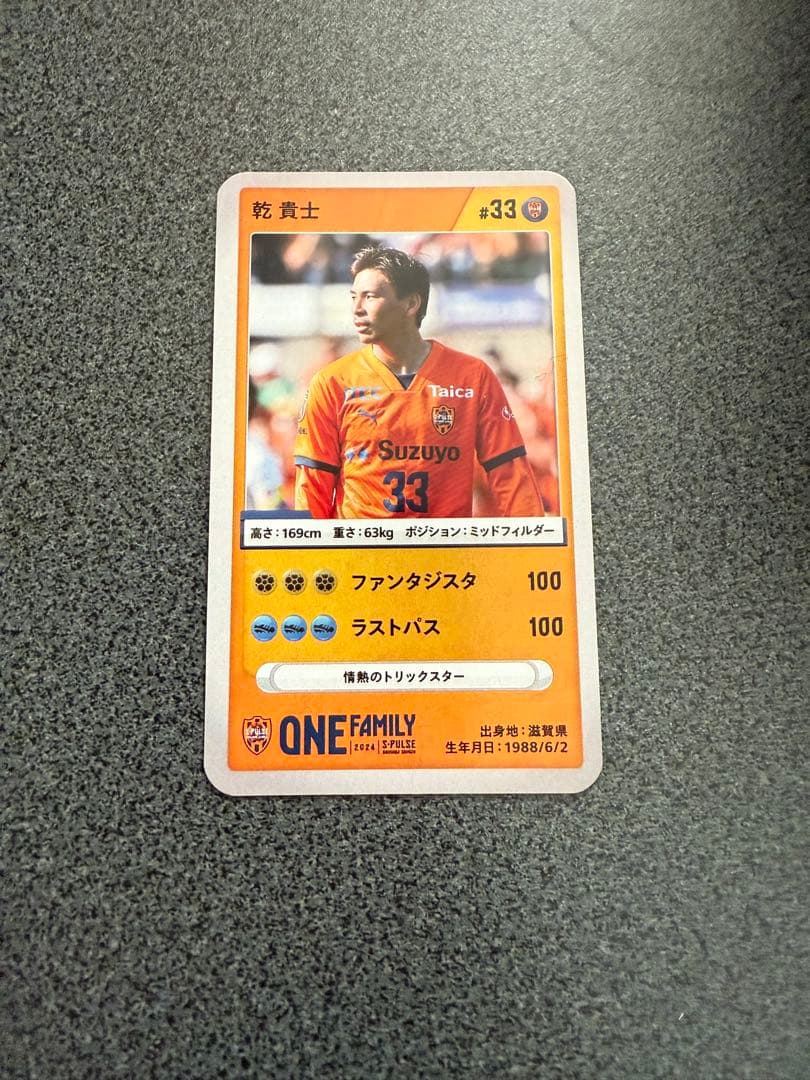 乾 貴士 #33
Taica
S-PULSE
Suzuyo
33
高さ：169cm 重さ：63kg ポジション：ミッドフィルダー
ファンタジスタ 100
ラストパス 100
情熱のトリックスター
S-PULSE ONE FAMILY
2024 S-PULSE
出身地：滋賀県
生年月日：1988/6/2